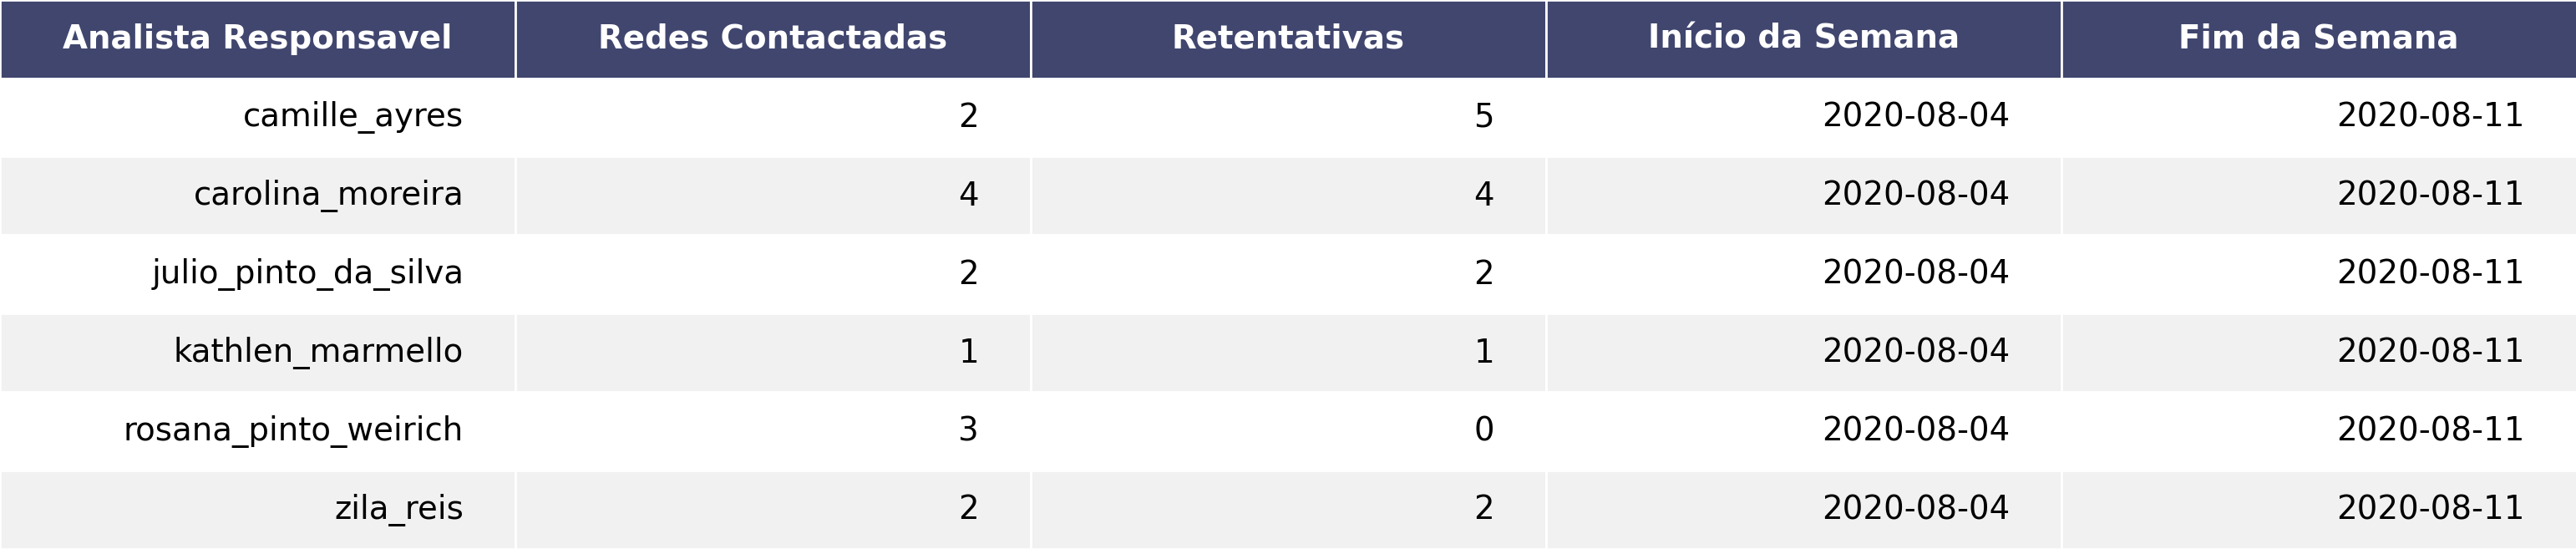 Analista Responsavel Redes Contactadas Retentativas Início da Semana Fim da Semana
camille_ayres 2 5 2020-08-04 2020-08-11
carolina_moreira 4 4 2020-08-04 2020-08-11
julio_pinto_da_silva 2 2 2020-08-04 2020-08-11
kathlen_marmello 1 1 2020-08-04 2020-08-11
rosana_pinto_weirich 3 0 2020-08-04 2020-08-11
zila_reis 2 2 2020-08-04 2020-08-11